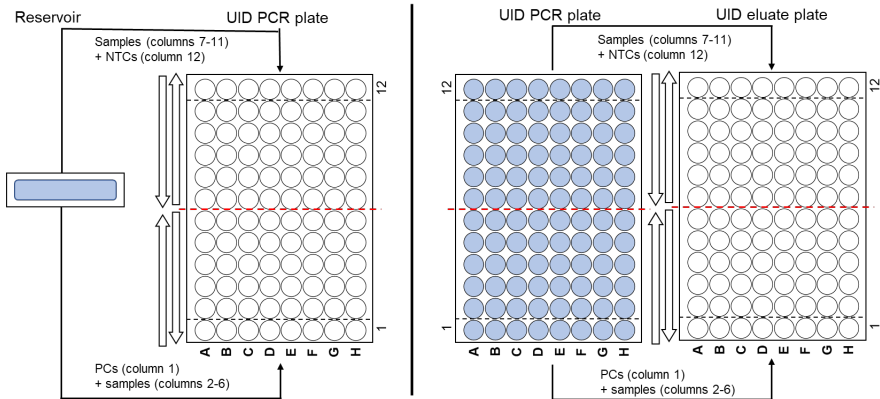 Reservoir
UID PCR plate
Samples (columns 7-11)
+ NTCs (column 12)
12
1
A B C D E F G H
PCs (column 1)
+ samples (columns 2-6)
UID PCR plate
UID eluate plate
Samples (columns 7-11)
+ NTCs (column 12)
12
12
1
1
A B C D E F G H
A B C D E F G H
PCs (column 1)
+ samples (columns 2-6)